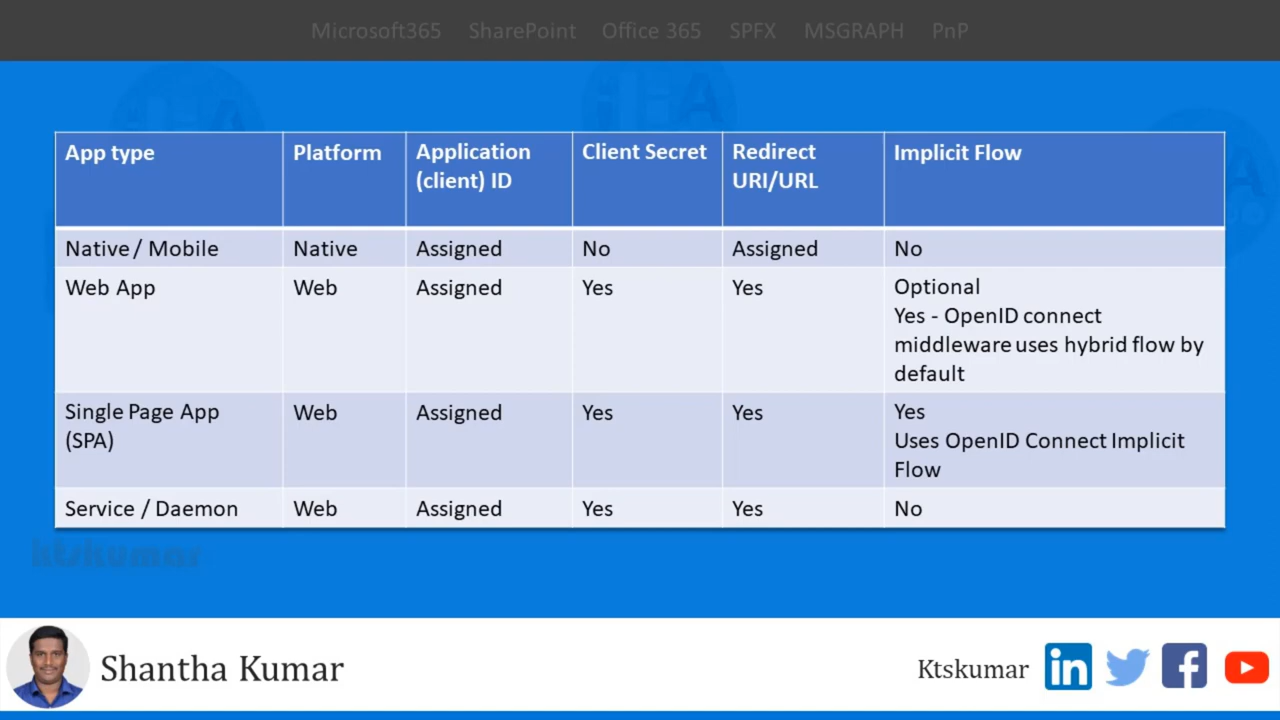 Microsoft365 SharePoint Office 365 SPFX MSGRAPH PnP
App type Platform Application (client) ID Client Secret Redirect URI/URL Implicit Flow
Native / Mobile Native Assigned No Assigned No
Web App Web Assigned Yes Yes Optional
Yes - OpenID connect
middleware uses hybrid flow by
default
Single Page App (SPA) Web Assigned Yes Yes Yes
Uses OpenID Connect Implicit
Flow
Service / Daemon Web Assigned Yes Yes No
ktskumar
Shantha Kumar
Ktskumar
in